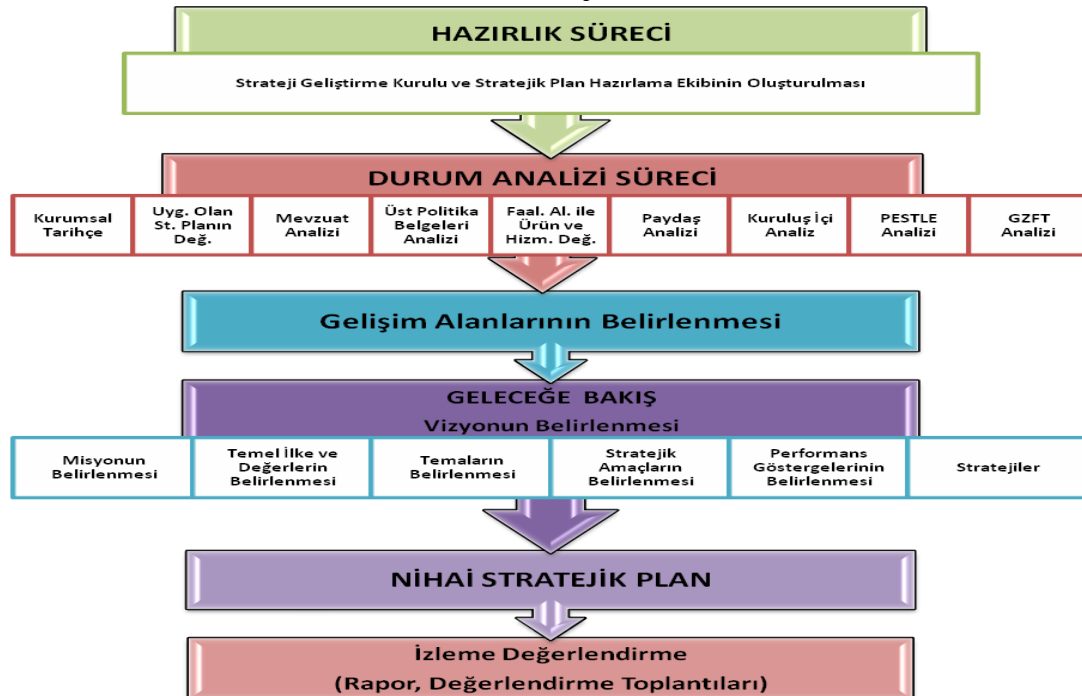 HAZIRLIK SÜRECİ
Strateji Geliştirme Kurulu ve Stratejik Plan Hazırlama Ekibinin Oluşturulması
DURUM ANALİZİ SÜRECİ
Kurumsal
Tarihçe
Uyg. Olan
St. Planın
Değ.
Mevzuat
Analizi
Üst Politika
Belgeleri
Analizi
Faal. Al. ile
Ürün ve
Hizm. Değ.
Paydaş
Analizi
Kuruluş İçi
Analiz
PESTLE
Analizi
GZFT
Analizi
Gelişim Alanlarının Belirlenmesi
GELECEĞE BAKIŞ
Vizyonun Belirlenmesi
Misyonun
Belirlenmesi
Temel İlke ve
Değerlerin
Belirlenmesi
Temaların
Belirlenmesi
Stratejik
Amaçların
Belirlenmesi
Performans
Göstergelerinin
Belirlenmesi
Stratejiler
NİHAİ STRATEJİK PLAN
İzleme Değerlendirme
(Rapor, Değerlendirme Toplantıları)